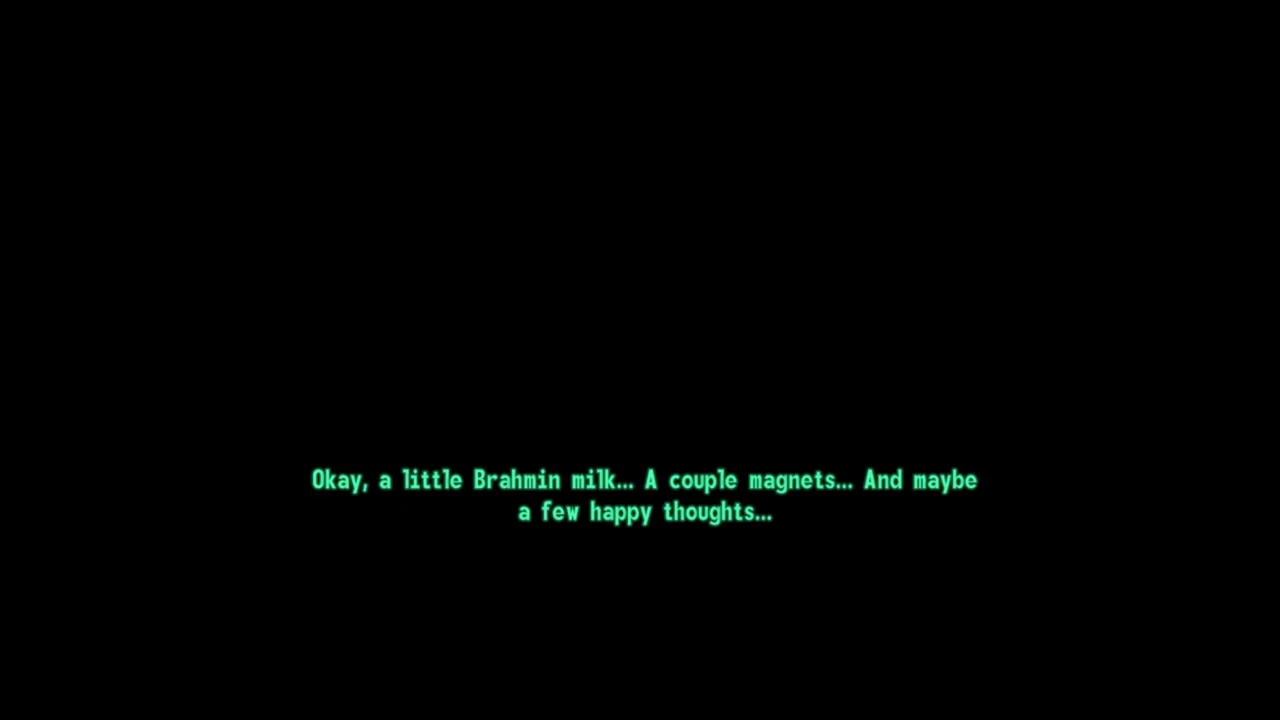 Okay, a little Brahmin milk... A couple magnets... And maybe
a few happy thoughts...